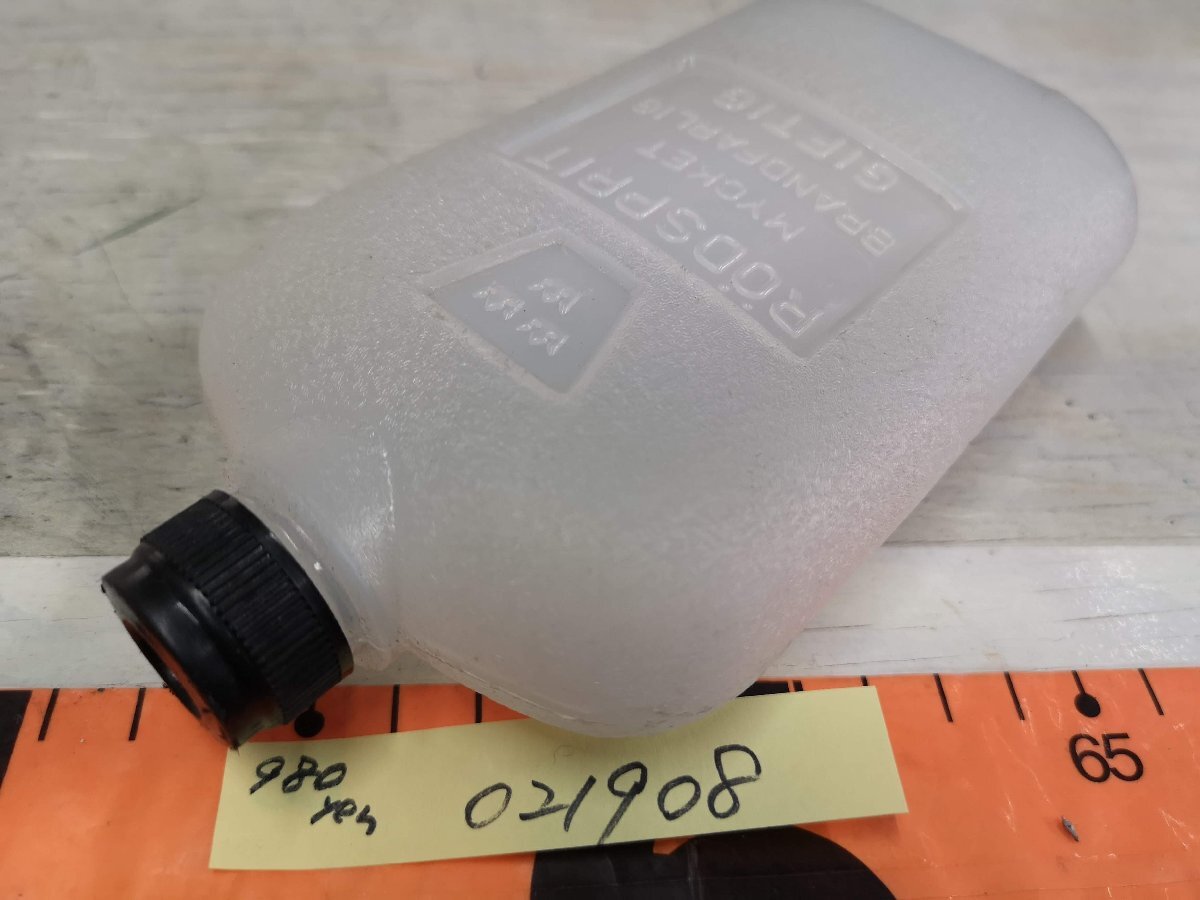 RÖDSPRIT
MYCKET
BRANDFARLIG
GIFTIG
980
yen
021908
65